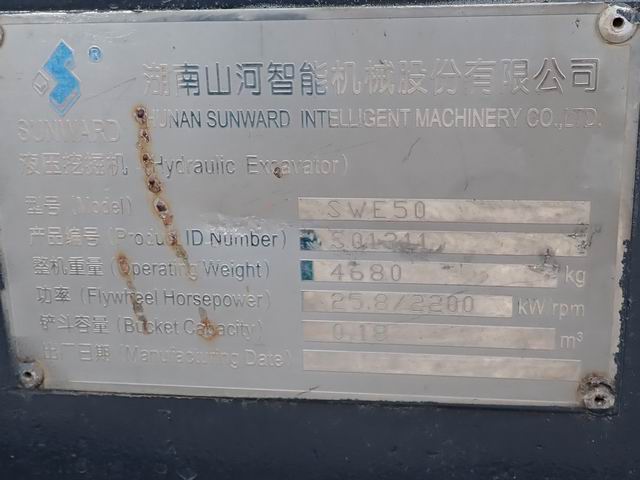 湖南山河智能机械股份有限公司
SUNWARD ® HUNAN SUNWARD INTELLIGENT MACHINERY CO.,LTD.
液压挖掘机 (Hydraulic Excavator)
型号 (Model) SWE50
产品编号 (Product ID Number) S01311
整机重量 (Operating Weight) 4680 kg
功率 (Flywheel Horsepower) 25.8/2200 kW/rpm
铲斗容量 (Bucket Capacity) 0.18 m³
出厂日期 (Manufacturing Date)